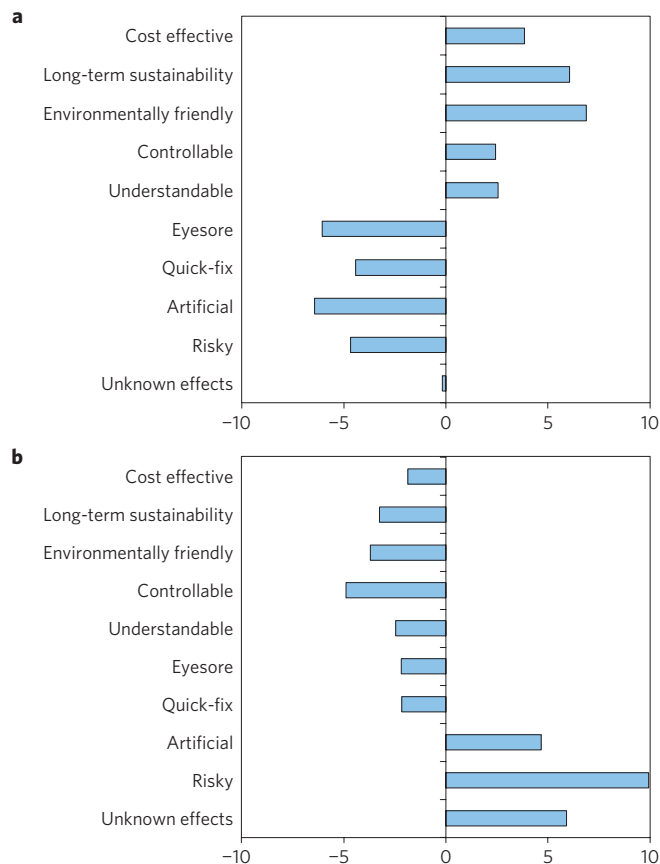 a
Cost effective
Long-term sustainability
Environmentally friendly
Controllable
Understandable
Eyesore
Quick-fix
Artificial
Risky
Unknown effects
−10 −5 0 5 10
b
Cost effective
Long-term sustainability
Environmentally friendly
Controllable
Understandable
Eyesore
Quick-fix
Artificial
Risky
Unknown effects
−10 −5 0 5 10